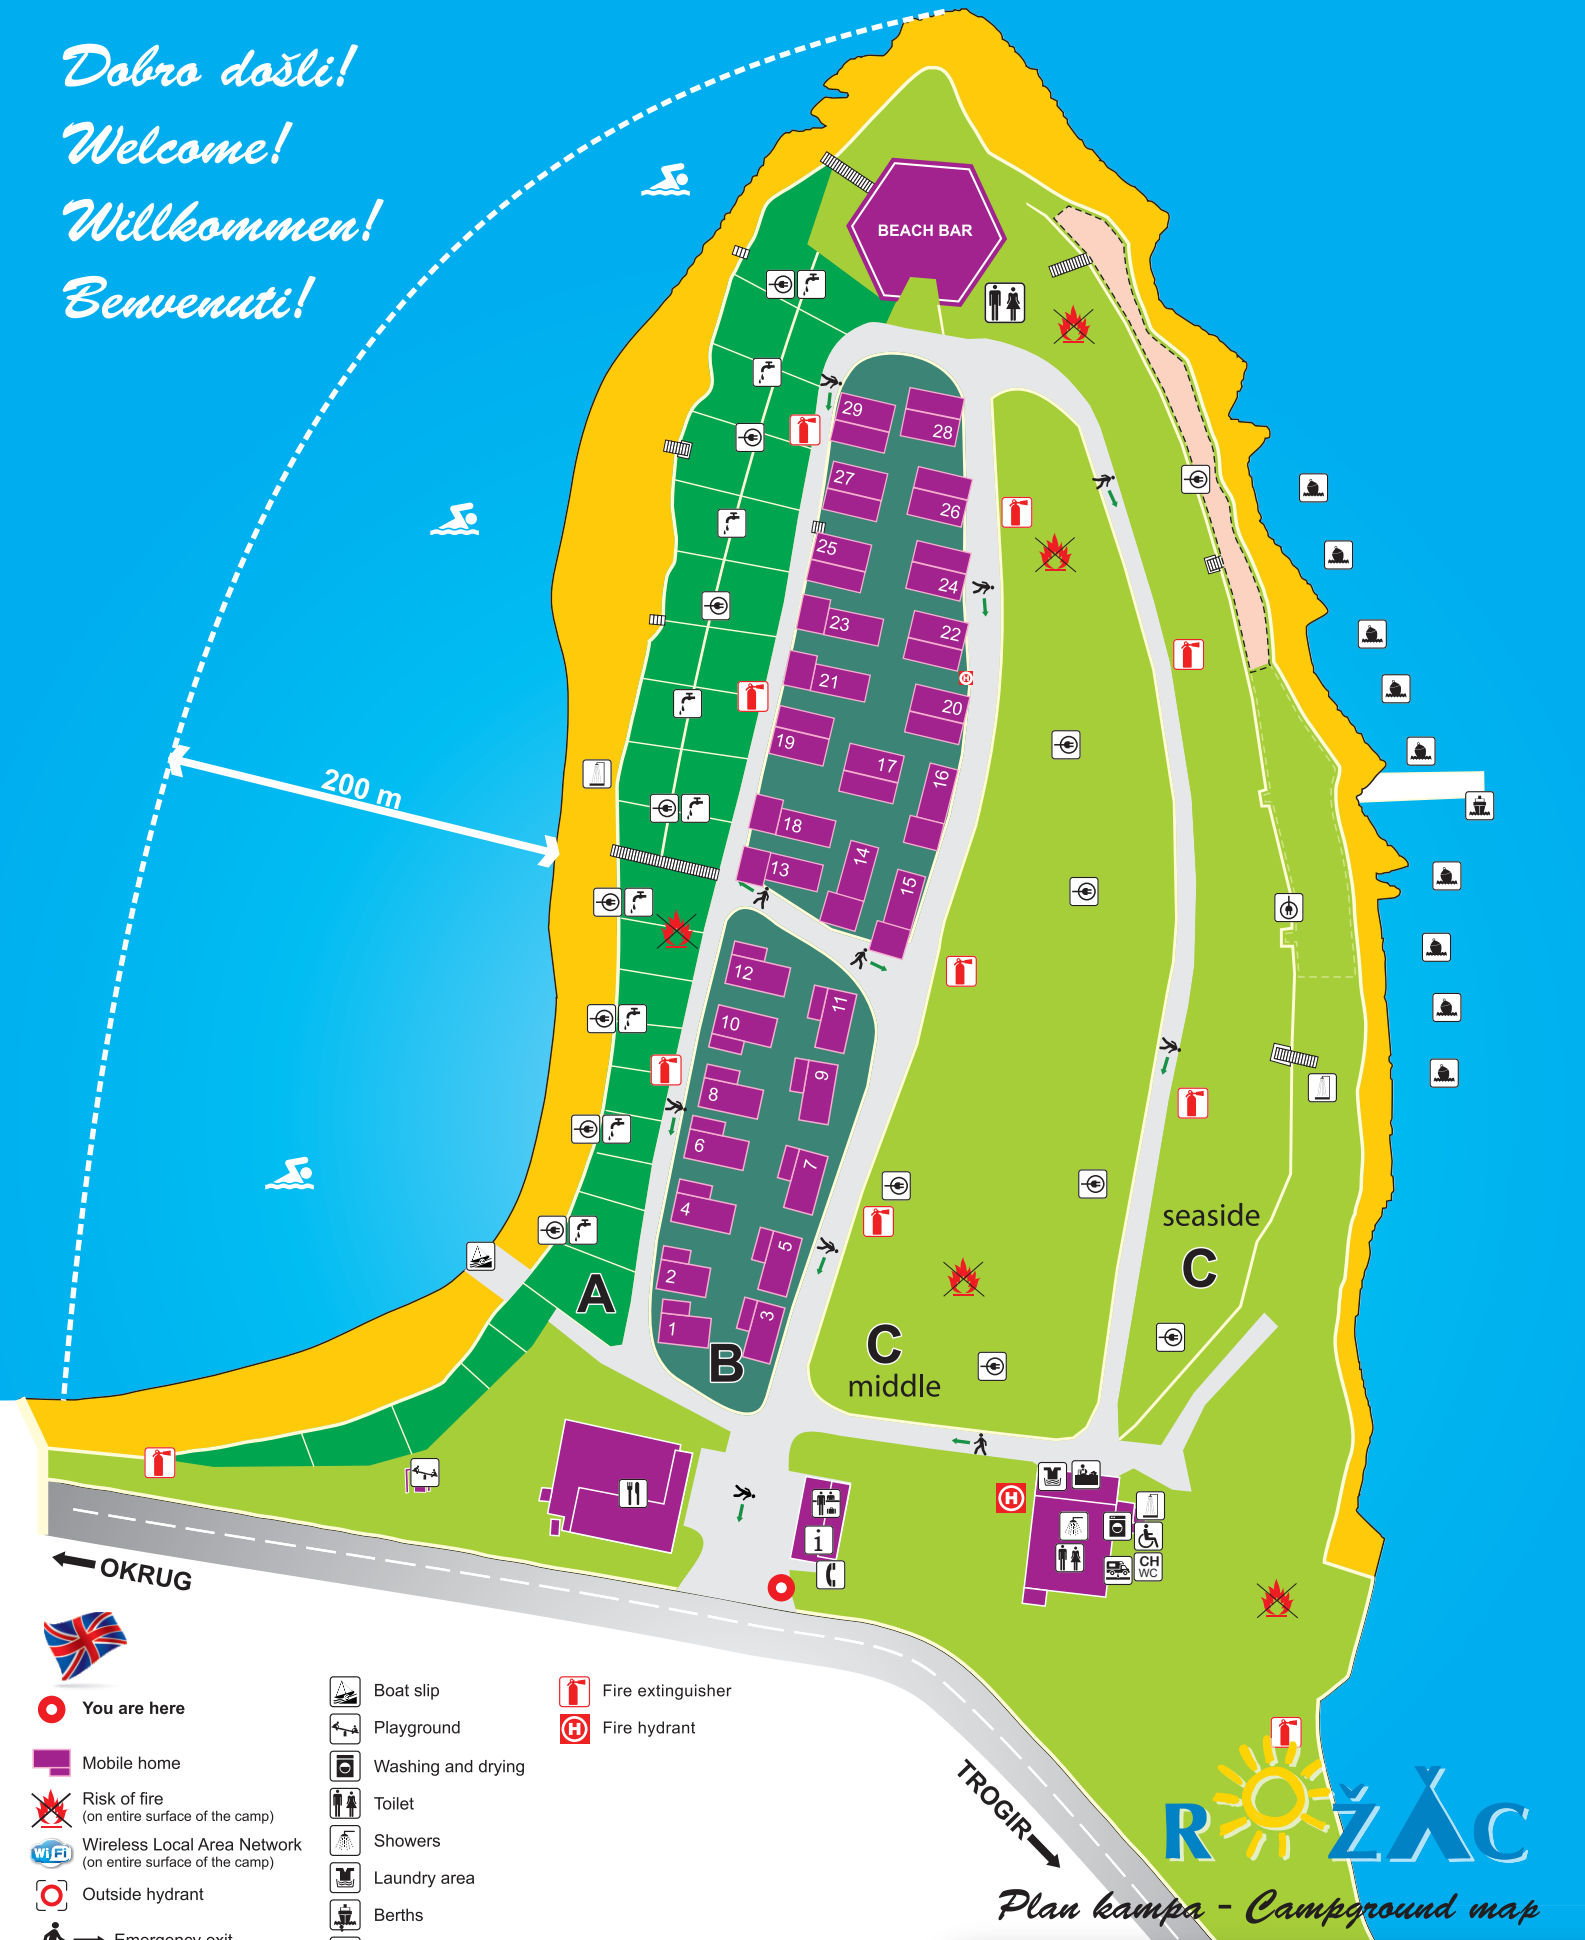 Dobro došli!
Welcome!
Willkommen!
Benvenuti!
BEACH BAR
29
28
27
26
25
24
23
22
21
20
19
17
16
18
14
13
15
12
11
10
9
8
6
7
4
5
2
3
1
200 m
A
B
C
middle
seaside
C
H
H
i
CH
WC
OKRUG
TROGIR
You are here
Mobile home
Risk of fire
(on entire surface of the camp)
WiFi
Wireless Local Area Network
(on entire surface of the camp)
Outside hydrant
Emergency exit
Boat slip
Playground
Washing and drying
Toilet
Showers
Laundry area
Berths
Fire extinguisher
H
Fire hydrant
ROŽAC
Plan kampa - Campground map